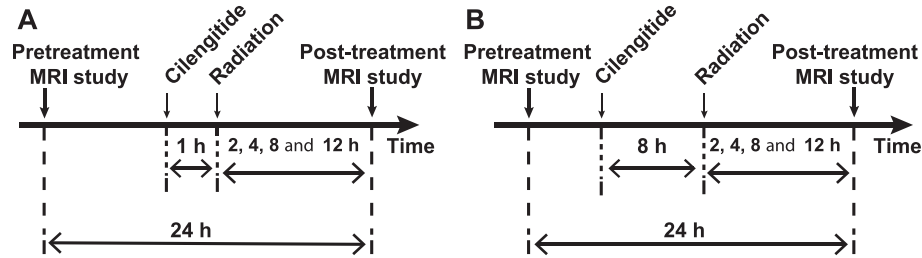 A
Pretreatment
MRI study
Cilengitide
Radiation
Post-treatment
MRI study
1 h
2, 4, 8 and 12 h
Time
24 h
B
Pretreatment
MRI study
Cilengitide
Radiation
Post-treatment
MRI study
8 h
2, 4, 8 and 12 h
Time
24 h